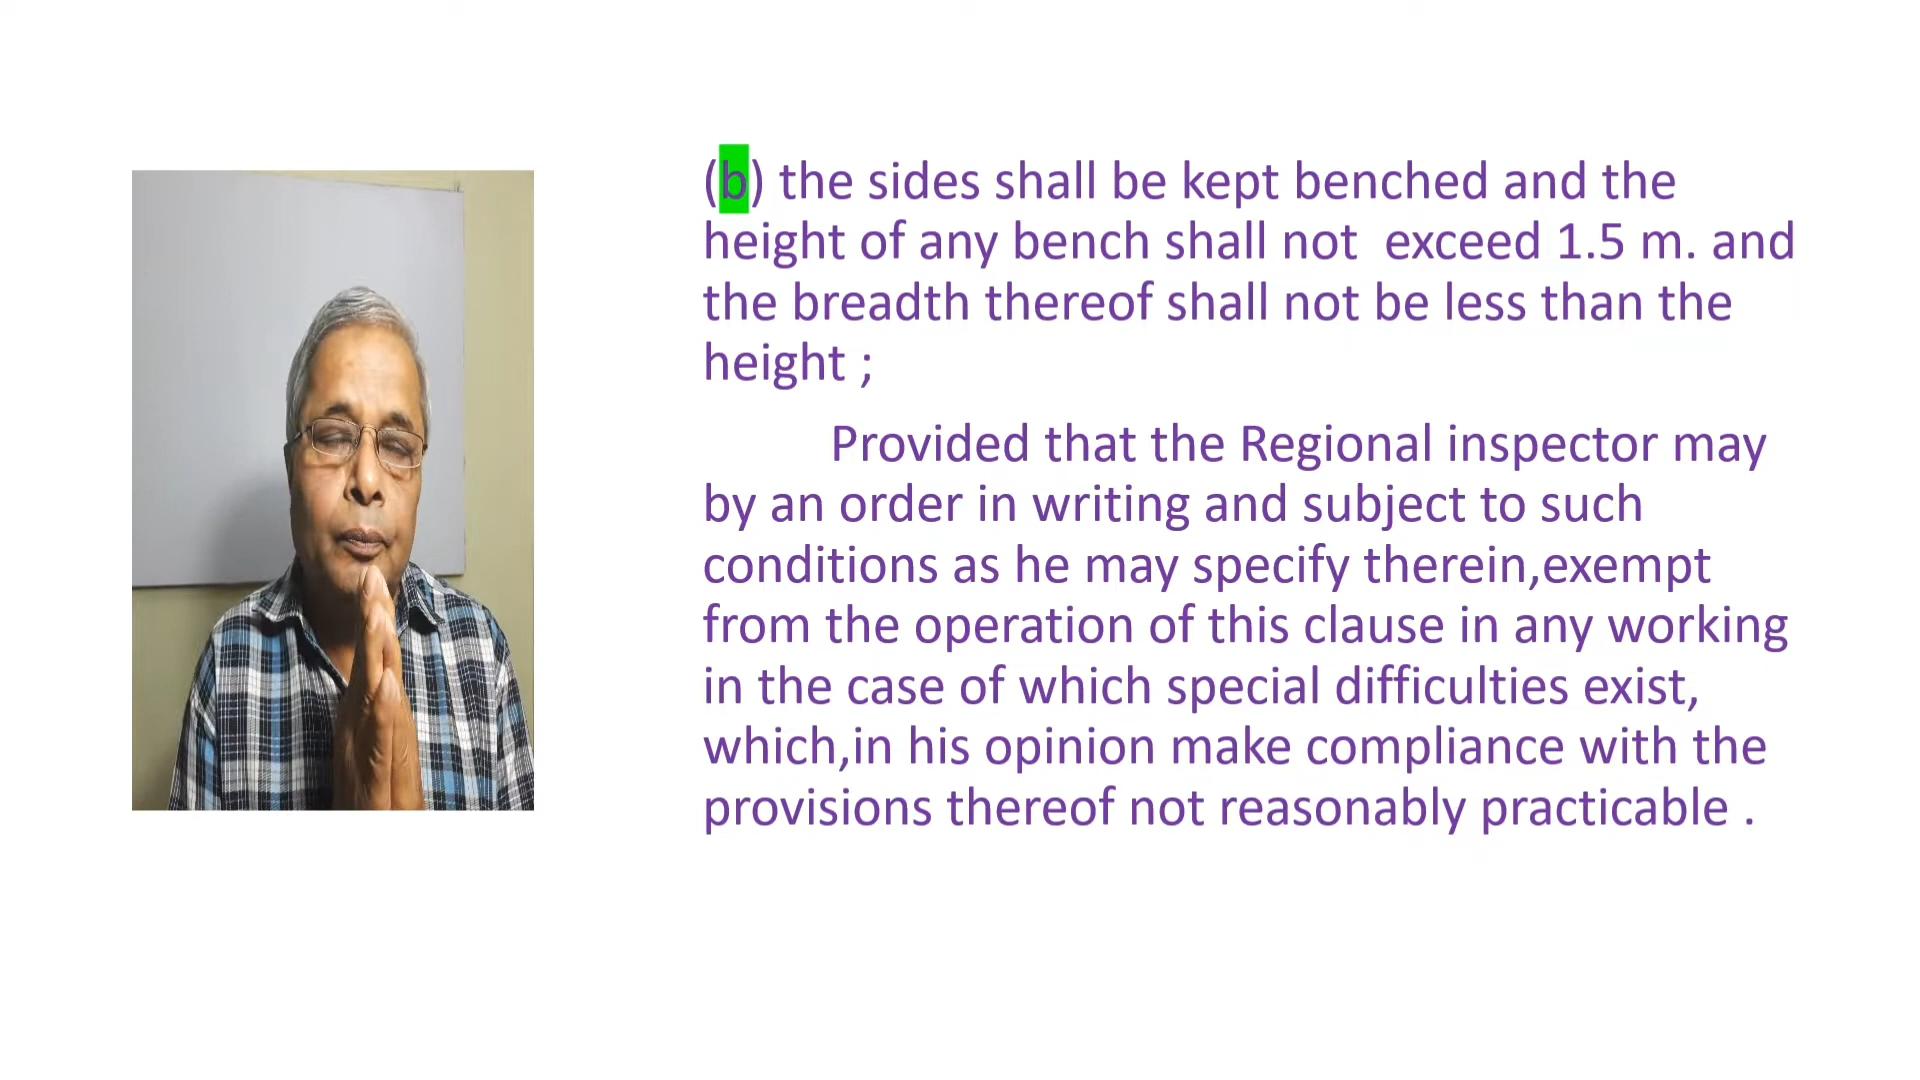 (b) the sides shall be kept benched and the
height of any bench shall not  exceed 1.5 m. and
the breadth thereof shall not be less than the
height ;
Provided that the Regional inspector may
by an order in writing and subject to such
conditions as he may specify therein,exempt
from the operation of this clause in any working
in the case of which special difficulties exist,
which,in his opinion make compliance with the
provisions thereof not reasonably practicable .